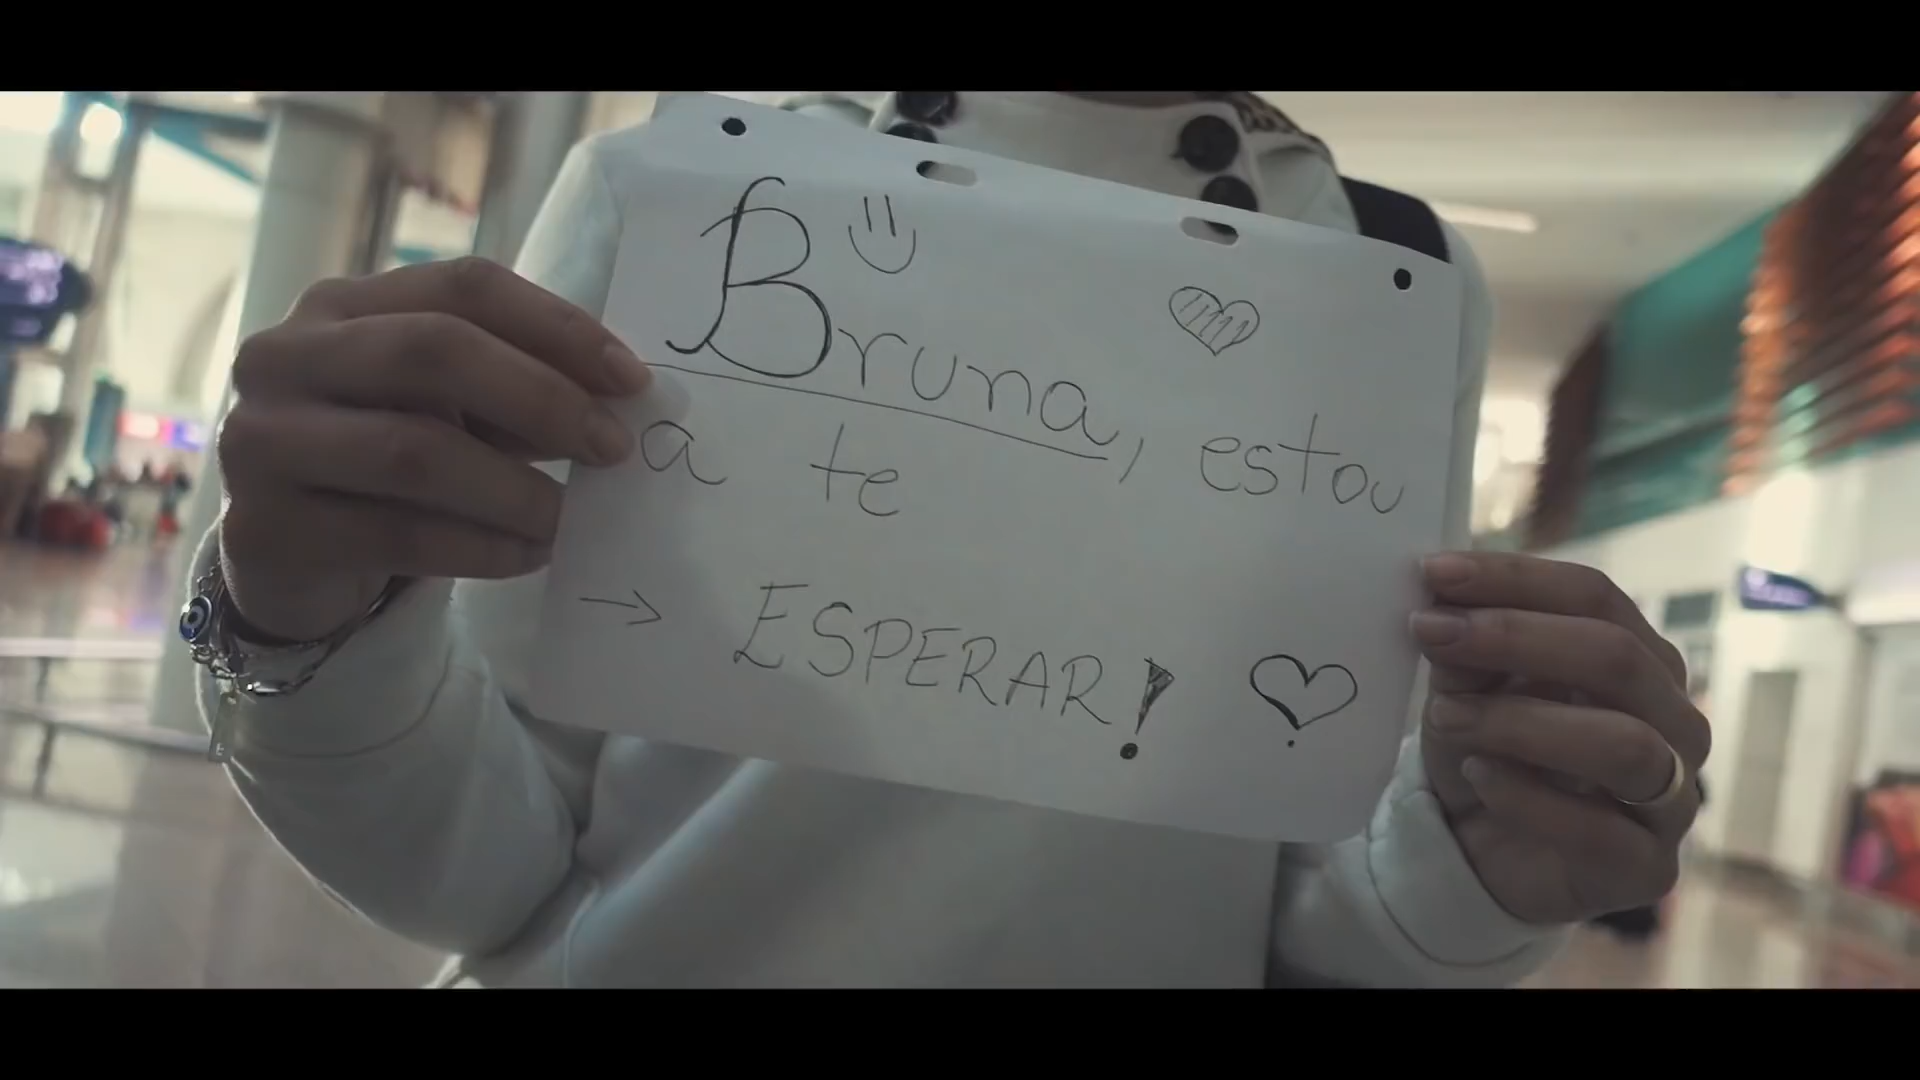 Bruna, estou
a te
→ ESPERAR!